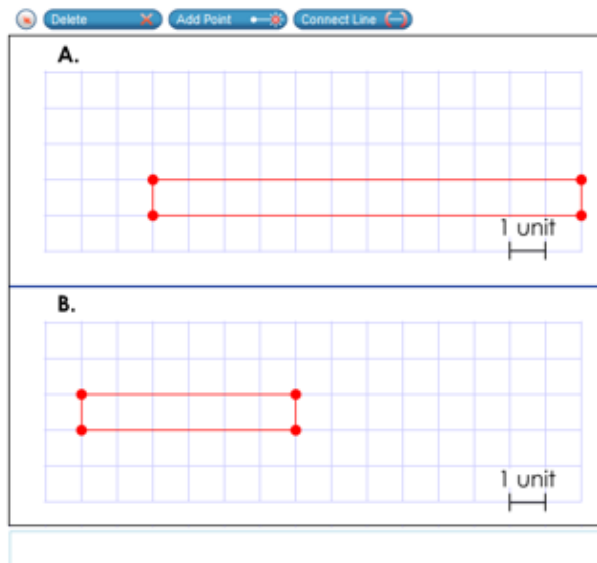 Delete Add Point Connect Line
A.
1 unit
B.
1 unit